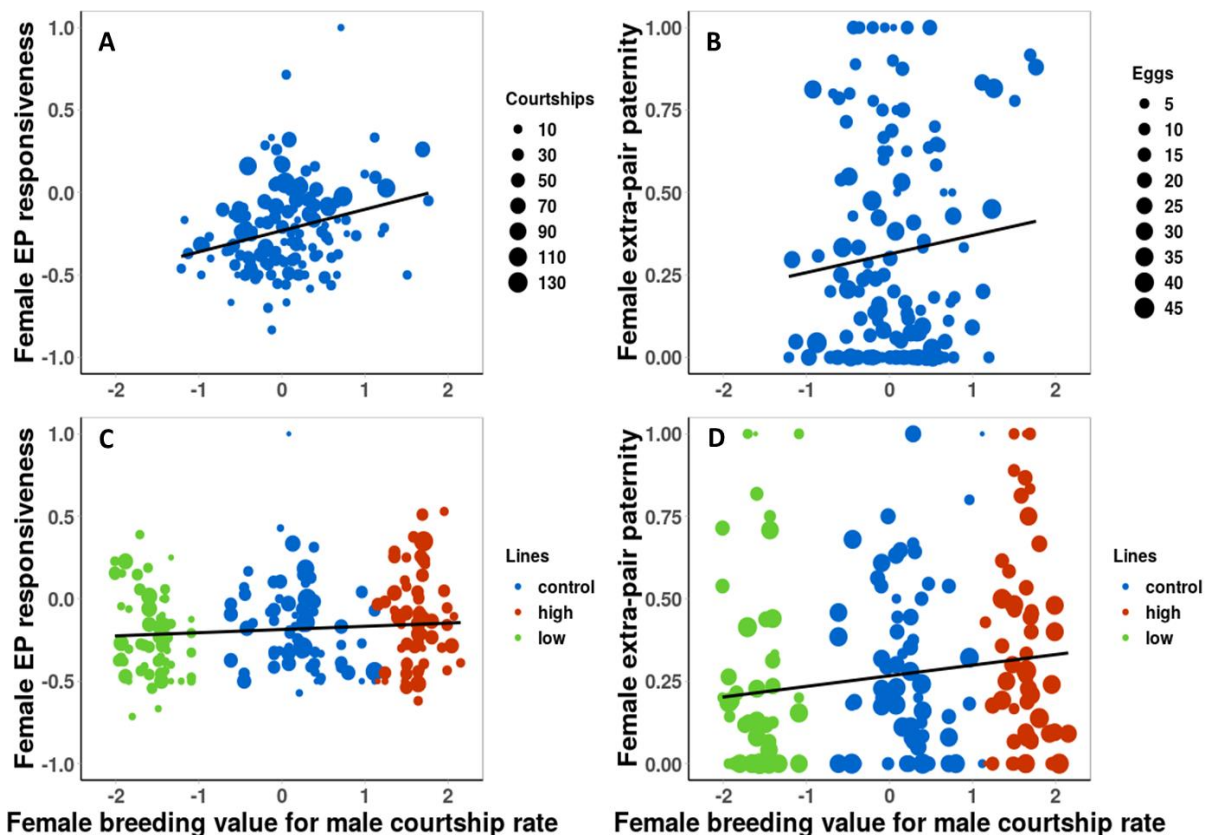 A
Female EP responsiveness
1.0
0.5
0.0
-0.5
-1.0
-2
-1
0
1
2
Courtships
10
30
50
70
90
110
130
B
Female extra-pair paternity
1.00
0.75
0.50
0.25
0.00
-2
-1
0
1
2
Eggs
5
10
15
20
25
30
35
40
45
C
Female EP responsiveness
1.0
0.5
0.0
-0.5
-1.0
-2
-1
0
1
2
Female breeding value for male courtship rate
Lines
control
high
low
D
Female extra-pair paternity
1.00
0.75
0.50
0.25
0.00
-2
-1
0
1
2
Female breeding value for male courtship rate
Lines
control
high
low